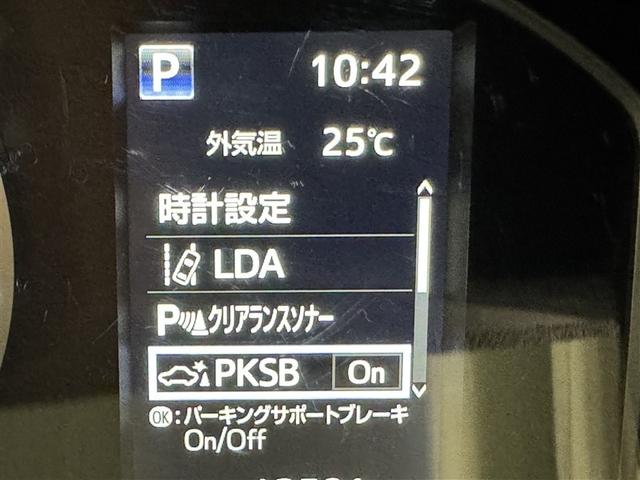 P 10:42
外気温 25℃
時計設定
LDA
P クリアランスソナー
PKSB On
OK:パーキングサポートブレーキ
On/Off